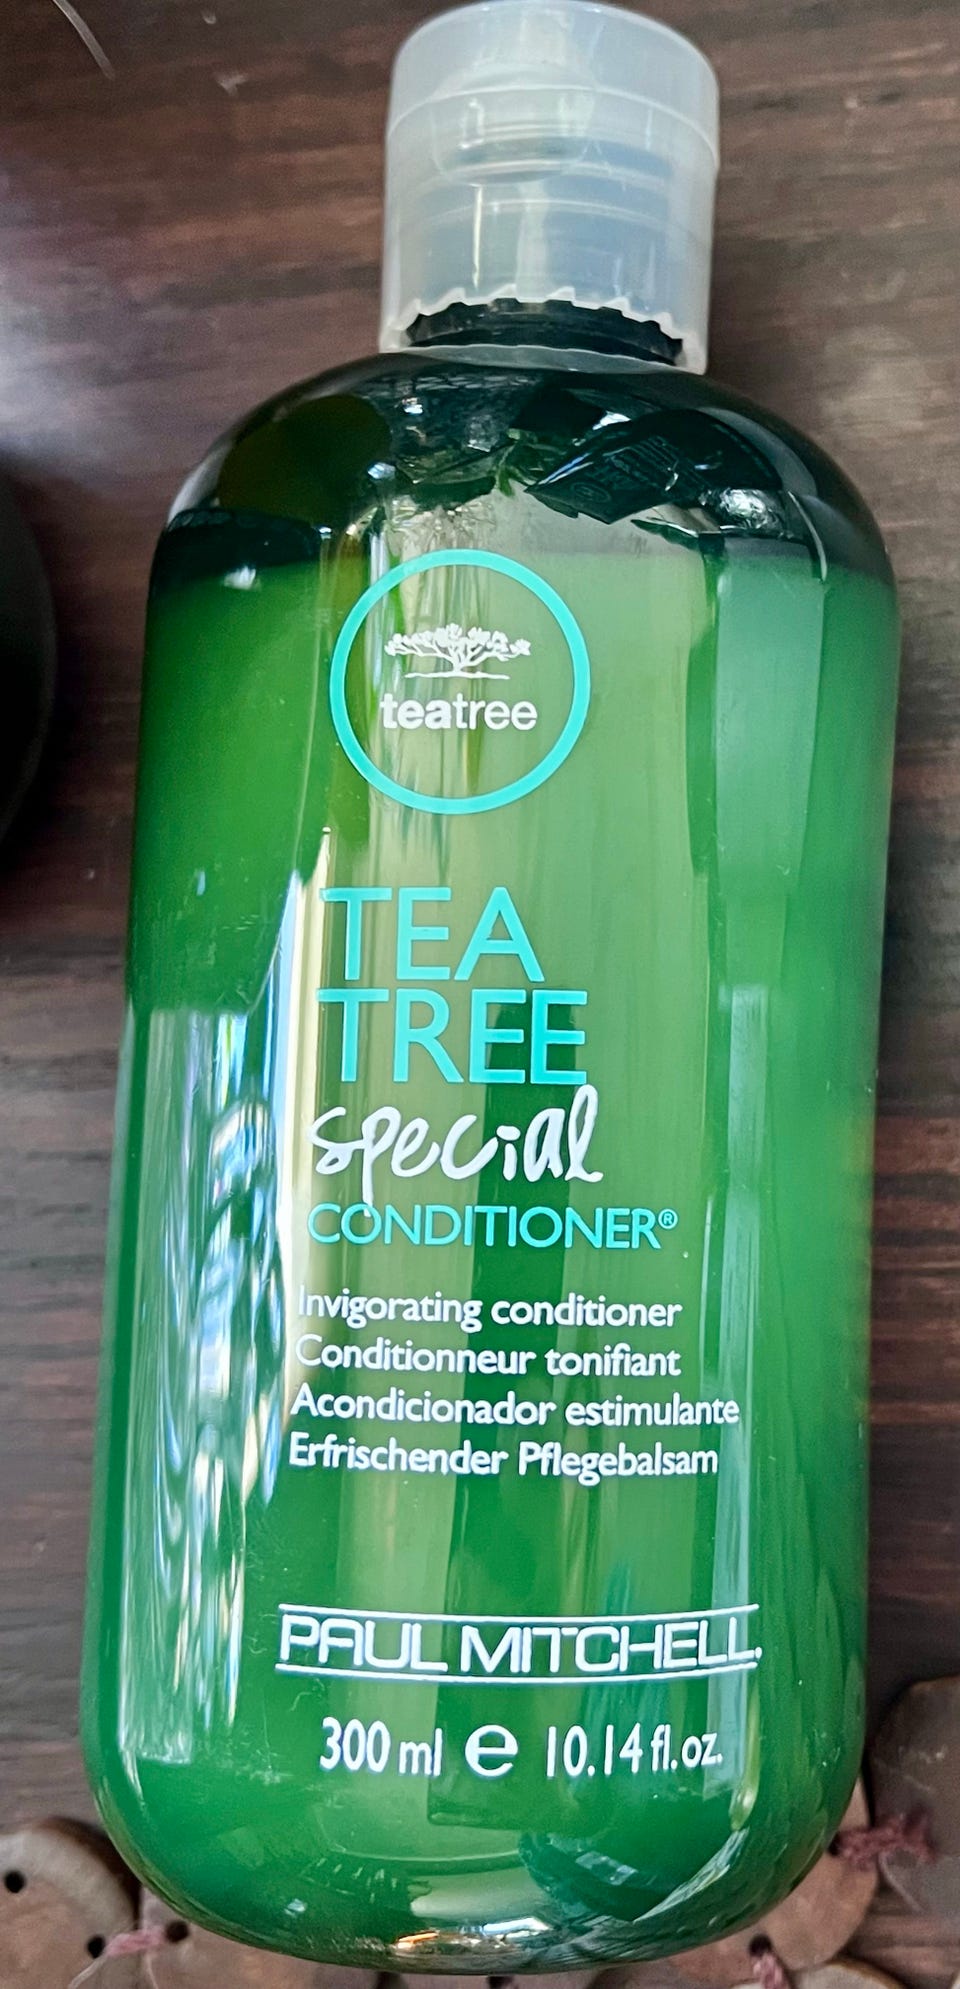 teatree
TEA
TREE
special
CONDITIONER®
Invigorating conditioner
Conditionneur tonifiant
Acondicionador estimulante
Erfrischender Pflegebalsam
PAUL MITCHELL.
300 ml e 10.14 fl. oz.